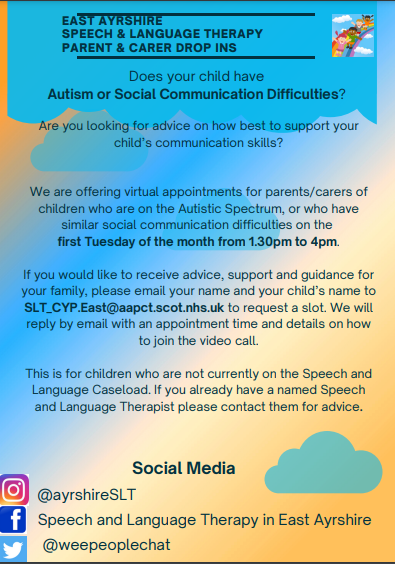 EAST AYRSHIRE
SPEECH & LANGUAGE THERAPY
PARENT & CARER DROP INS
Does your child have
Autism or Social Communication Difficulties?
Are you looking for advice on how best to support your
child's communication skills?
We are offering virtual appointments for parents/carers of
children who are on the Autistic Spectrum, or who have
similar social communication difficulties on the
first Tuesday of the month from 1.30pm to 4pm.
If you would like to receive advice, support and guidance for
your family, please email your name and your child's name to
SLT_CYP.East@aapct.scot.nhs.uk to request a slot. We will
reply by email with an appointment time and details on how
to join the video call.
This is for children who are not currently on the Speech and
Language Caseload. If you already have a named Speech
and Language Therapist please contact them for advice.
Social Media
@ayrshireSLT
Speech and Language Therapy in East Ayrshire
@weepeoplechat